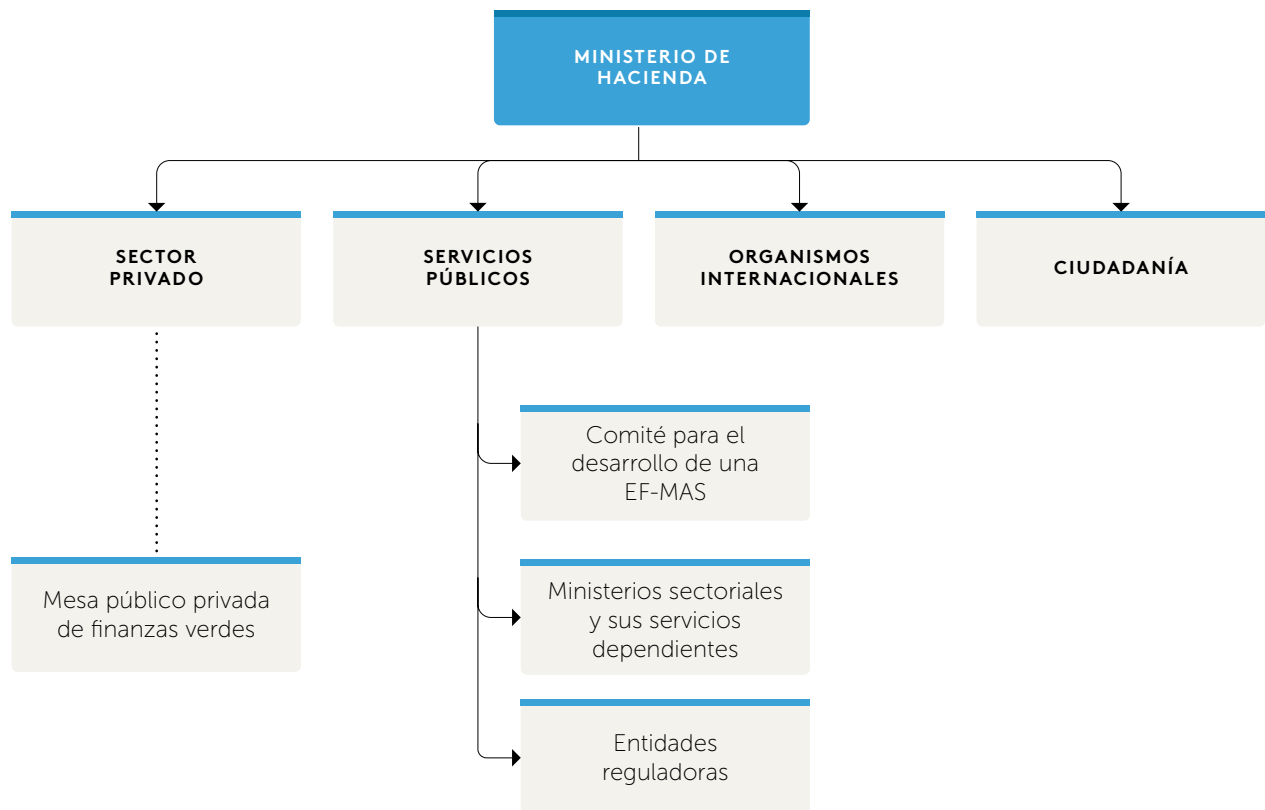 MINISTERIO DE
HACIENDA
SECTOR
PRIVADO
SERVICIOS
PÚBLICOS
ORGANISMOS
INTERNACIONALES
CIUDADANÍA
Comité para el
desarrollo de una
EF-MAS
Mesa público privada
de finanzas verdes
Ministerios sectoriales
y sus servicios
dependientes
Entidades
reguladoras